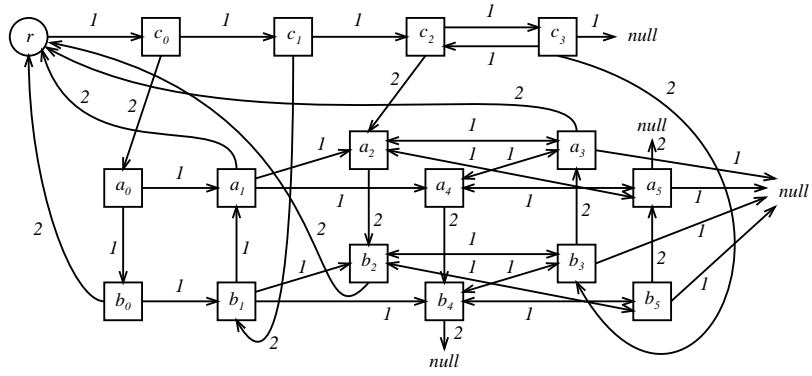 1 1 1 1 1
r c0 c1 c2 c3 null
1
2 2 2 2 2
null
1 a2 1 a3 2 1
1 1
a0 1 a1 1 a4 a5 1 null
2 1 1 2 2 2 2 1
1 b2 1 b3 1 1 2 1
b0 1 b1 1 b4 1 b5
2 2
null